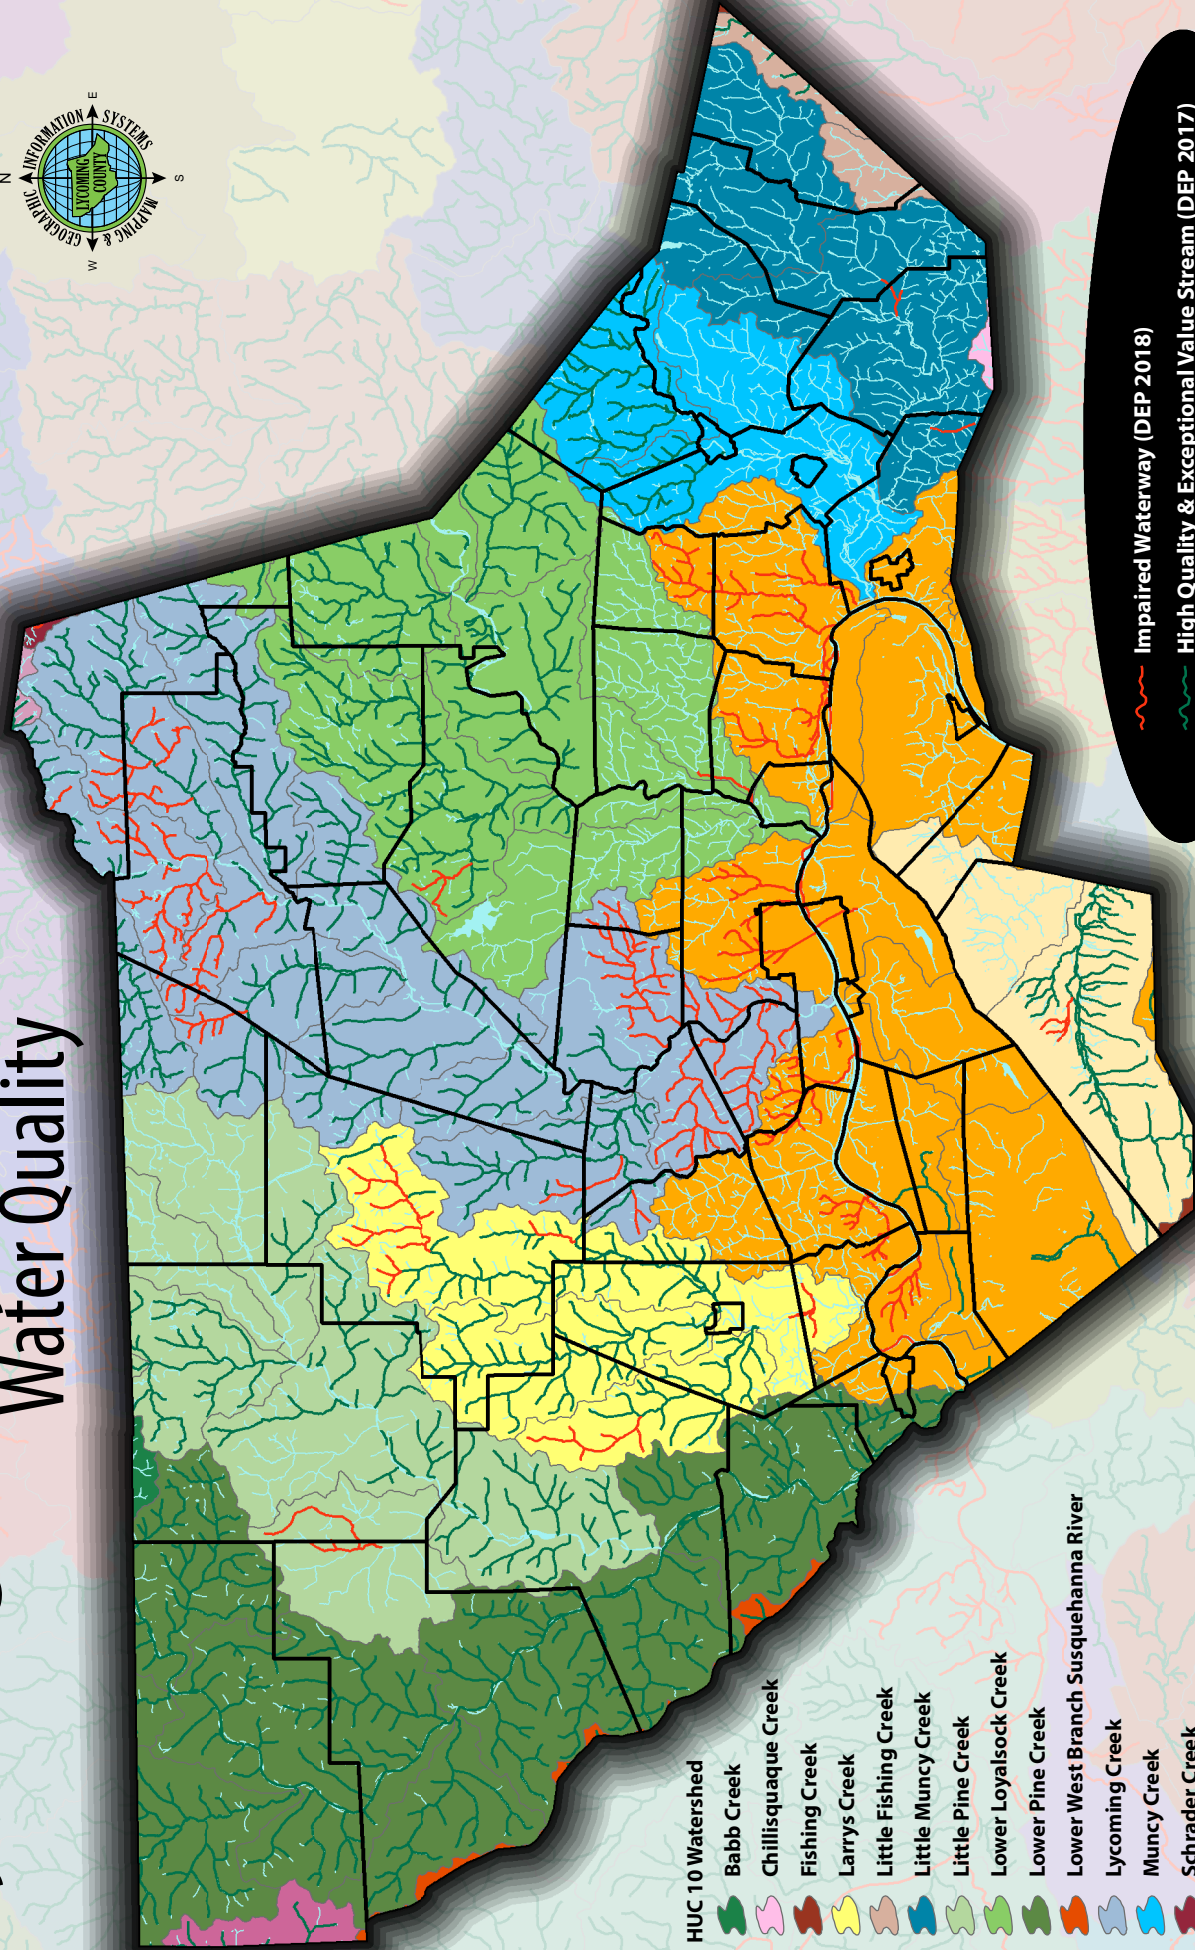 Water Quality
N
E
S
W
MAPPING & GEOGRAPHIC INFORMATION SYSTEMS
LYCOMING
COUNTY
Impaired Waterway (DEP 2018)
High Quality & Exceptional Value Stream (DEP 2017)
HUC 10 Watershed
Babb Creek
Chillisquaque Creek
Fishing Creek
Larrys Creek
Little Fishing Creek
Little Muncy Creek
Little Pine Creek
Lower Loyalsock Creek
Lower Pine Creek
Lower West Branch Susquehanna River
Lycoming Creek
Muncy Creek
Schrader Creek